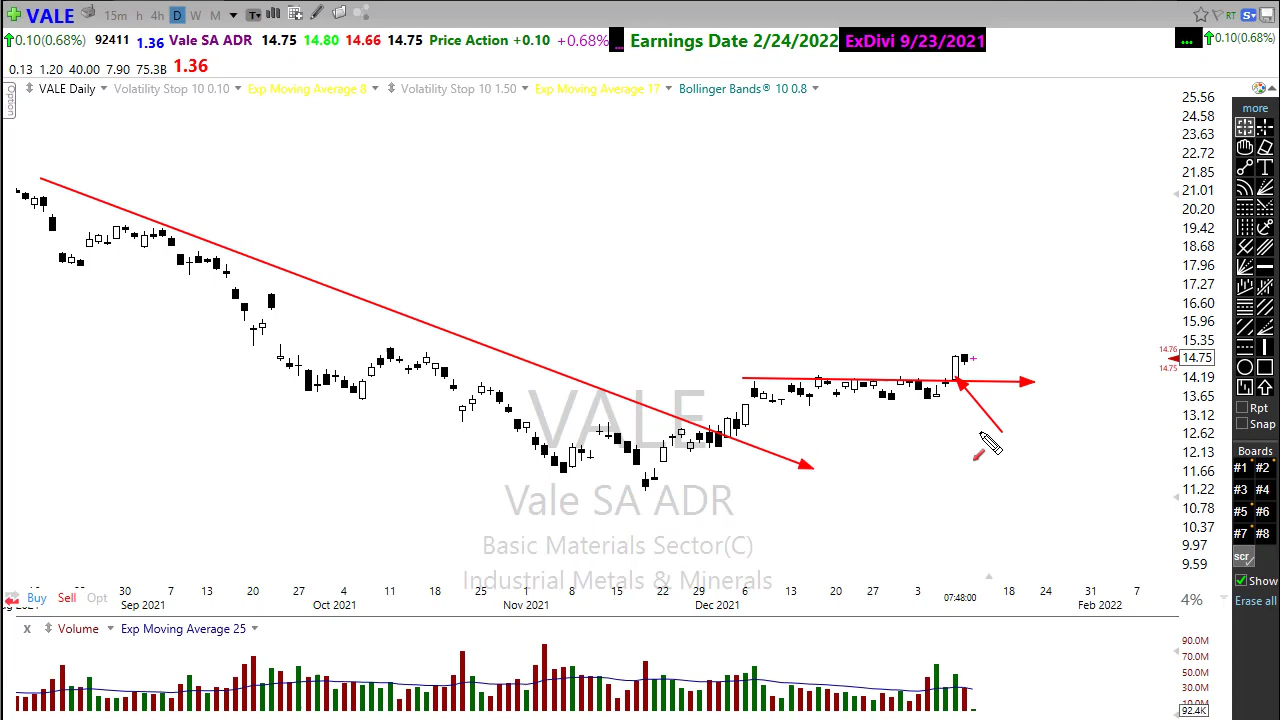 VALE 15m h 4h D W M T RT S
0.10(0.68%) 92411 1.36 Vale SA ADR 14.75 14.80 14.66 14.75 Price Action +0.10 +0.68% ... Earnings Date 2/24/2022 ExDivi 9/23/2021 ... 0.10(0.68%)
0.13 1.20 40.00 7.90 75.3B 1.36
Option
VALE Daily Volatility Stop 10 0.10 Exp Moving Average 8 Volatility Stop 10 1.50 Exp Moving Average 17 Bollinger Bands® 10 0.8
25.56
24.58
23.63
22.72
21.85
21.01
20.20
19.42
18.68
17.96
17.27
16.60
15.96
15.35
14.76
14.75
14.75
14.19
13.65
13.12
12.62
12.13
11.66
11.22
10.78
10.37
9.97
9.59
more
Rpt
Snap
Boards
#1 #2
#3 #4
#5 #6
#7 #8
scr
Show
Erase all
VALE
Vale SA ADR
Basic Materials Sector(C)
Industrial Metals & Minerals
30 7 13 20 27 4 11 18 25 1 8 15 22 29 6 13 20 27 3 07:48:00 18 24 31 7
Sep 2021 Oct 2021 Nov 2021 Dec 2021 Feb 2022
Buy Sell Opt
4%
x Volume Exp Moving Average 25
90.0M
70.0M
50.0M
30.0M
92.4K